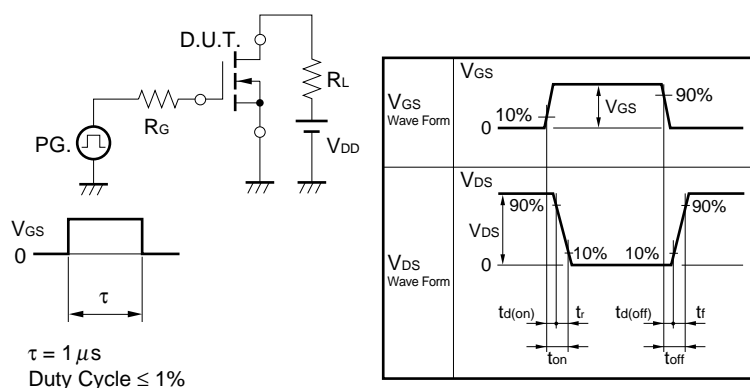 D.U.T.
RL
RG
PG.
VDD
VGS
0
τ
τ = 1 μs
Duty Cycle ≤ 1%
VGS
Wave Form
VGS
10%
0
VGS
90%
VDS
Wave Form
VDS
90%
VDS
0
10%
10%
90%
td(on)
tr
td(off)
tf
ton
toff